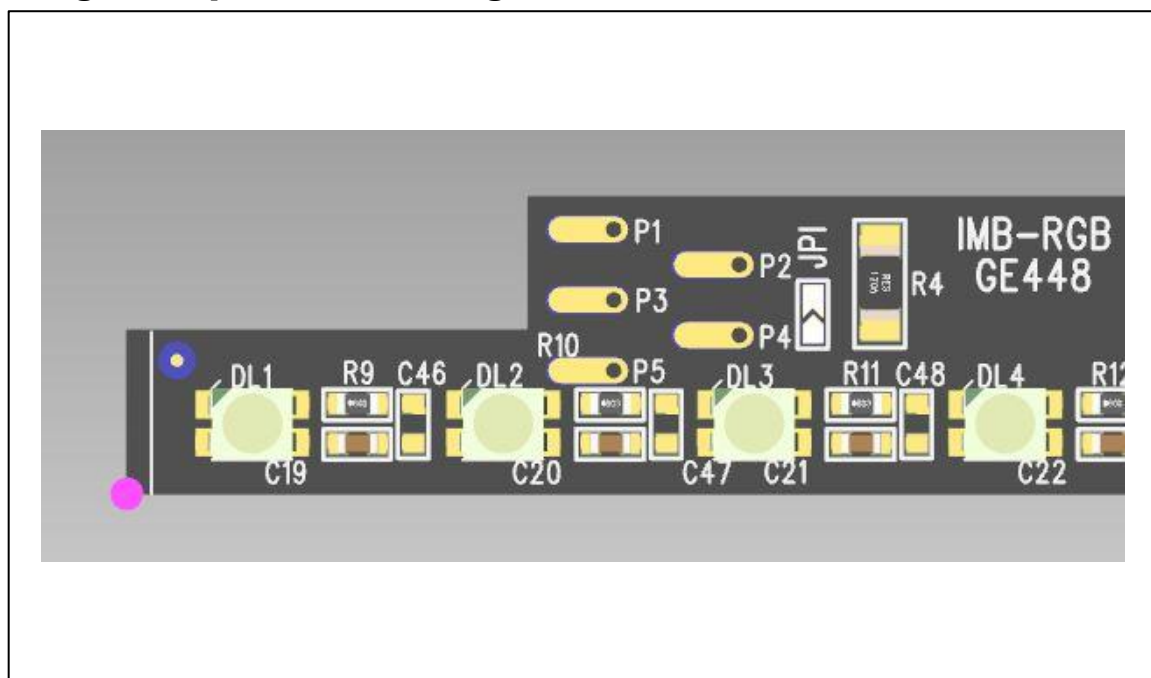 P1
P2
P3
P4
P5
JP1
R4
IMB-RGB
GE448
R10
DL1
R9
C46
DL2
DL3
R11
C48
DL4
R12
C19
C20
C47
C21
C22